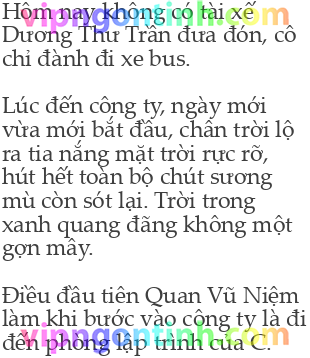 Hôm nay không có tài xế
vipngontinh.com
Dương Thư Trần đưa đón, cô
chỉ đành đi xe bus.
Lúc đến công ty, ngày mới
vừa mới bắt đầu, chân trời lộ
ra tia nắng mặt trời rực rỡ,
hút hết toàn bộ chút sương
mù còn sót lại. Trời trong
xanh quang đãng không một
gợn mây.
Điều đầu tiên Quan Vũ Niệm
làm khi bước vào công ty là đi
vipngontinh.com
đến phòng lập trình của C.